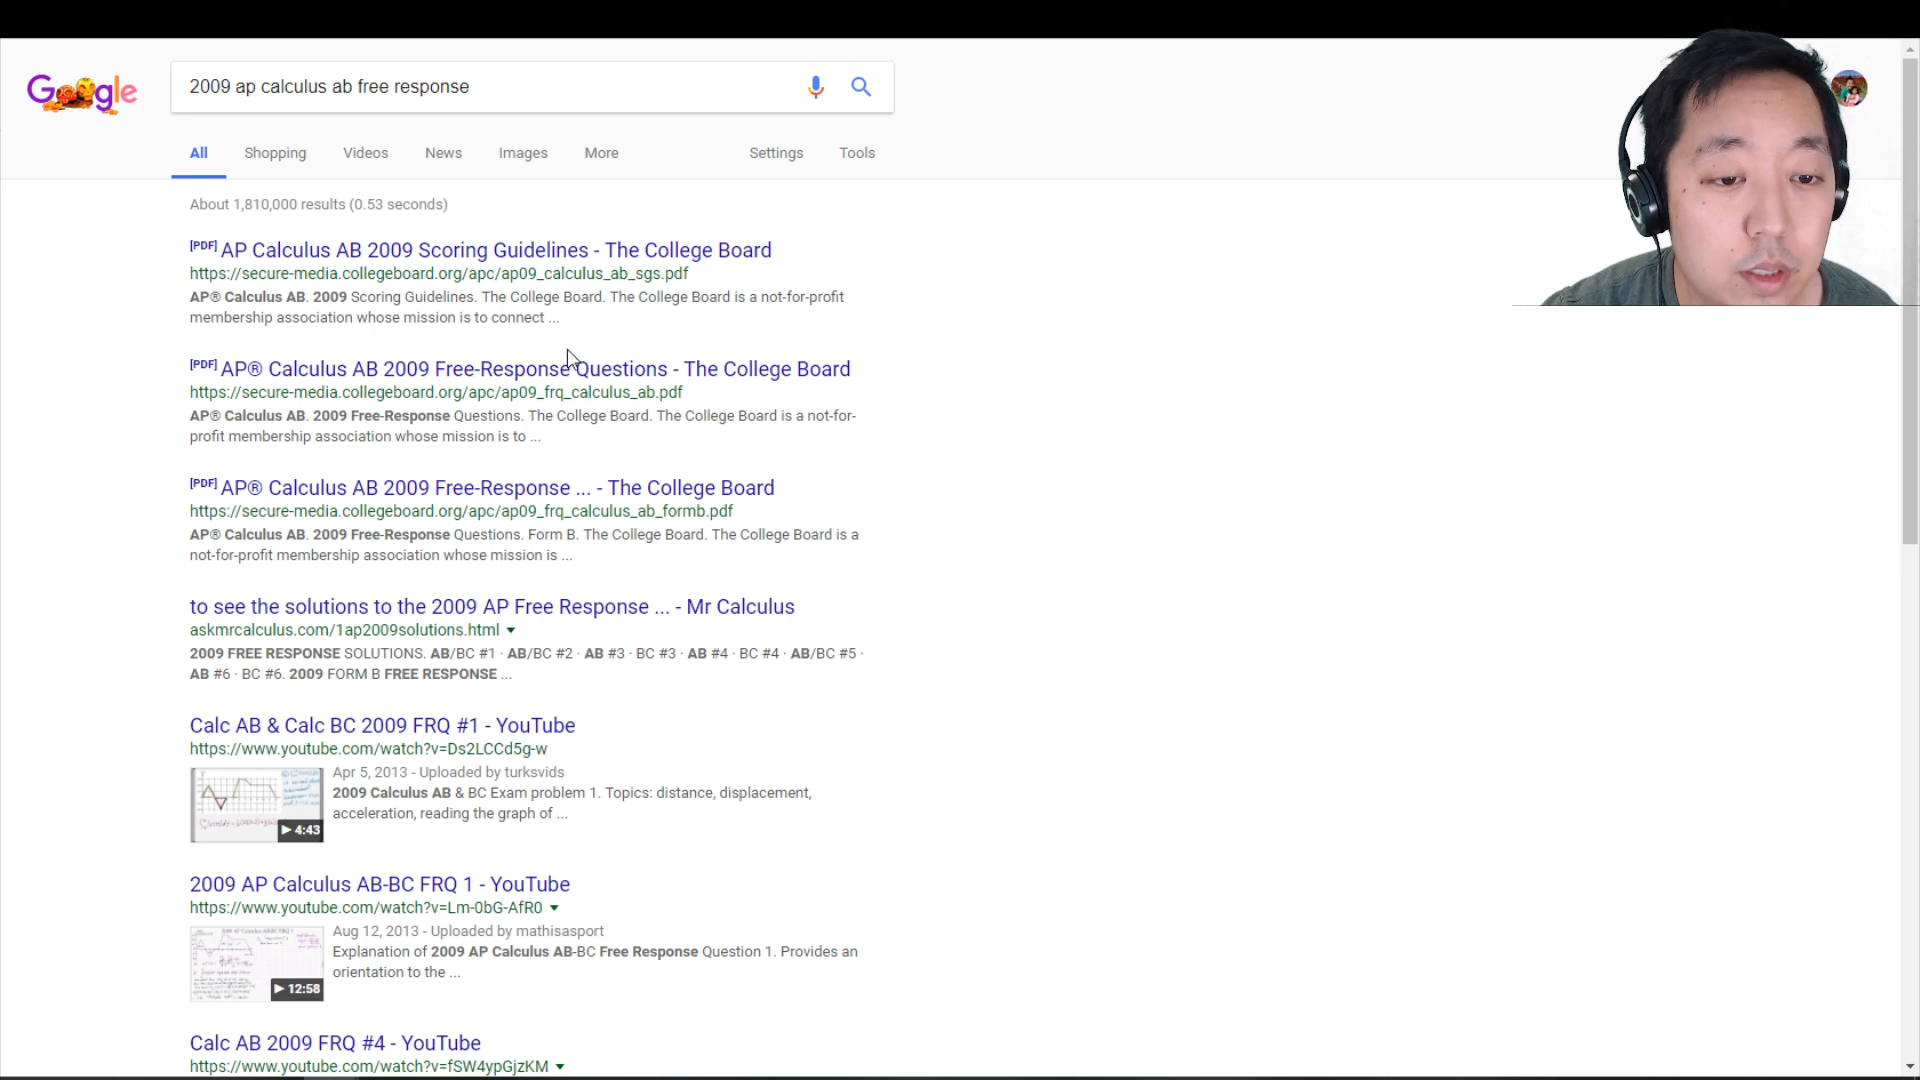 Google
2009 ap calculus ab free response
All Shopping Videos News Images More Settings Tools
About 1,810,000 results (0.53 seconds)
[PDF] AP Calculus AB 2009 Scoring Guidelines - The College Board
https://secure-media.collegeboard.org/apc/ap09_calculus_ab_sgs.pdf
AP® Calculus AB. 2009 Scoring Guidelines. The College Board. The College Board is a not-for-profit
membership association whose mission is to connect ...
[PDF] AP® Calculus AB 2009 Free-Response Questions - The College Board
https://secure-media.collegeboard.org/apc/ap09_frq_calculus_ab.pdf
AP® Calculus AB. 2009 Free-Response Questions. The College Board. The College Board is a not-for-
profit membership association whose mission is to ...
[PDF] AP® Calculus AB 2009 Free-Response ... - The College Board
https://secure-media.collegeboard.org/apc/ap09_frq_calculus_ab_formb.pdf
AP® Calculus AB. 2009 Free-Response Questions. Form B. The College Board. The College Board is a
not-for-profit membership association whose mission is ...
to see the solutions to the 2009 AP Free Response ... - Mr Calculus
askmrcalculus.com/1ap2009solutions.html
2009 FREE RESPONSE SOLUTIONS. AB/BC #1 · AB/BC #2 · AB #3 · BC #3 · AB #4 · BC #4 · AB/BC #5 ·
AB #6 · BC #6. 2009 FORM B FREE RESPONSE ...
Calc AB & Calc BC 2009 FRQ #1 - YouTube
https://www.youtube.com/watch?v=Ds2LCCd5g-w
Apr 5, 2013 - Uploaded by turksvids
2009 Calculus AB & BC Exam problem 1. Topics: distance, displacement,
acceleration, reading the graph of ...
4:43
2009 AP Calculus AB-BC FRQ 1 - YouTube
https://www.youtube.com/watch?v=Lm-0bG-AfR0
Aug 12, 2013 - Uploaded by mathisasport
Explanation of 2009 AP Calculus AB-BC Free Response Question 1. Provides an
orientation to the ...
12:58
Calc AB 2009 FRQ #4 - YouTube
https://www.youtube.com/watch?v=fSW4ypGjzKM